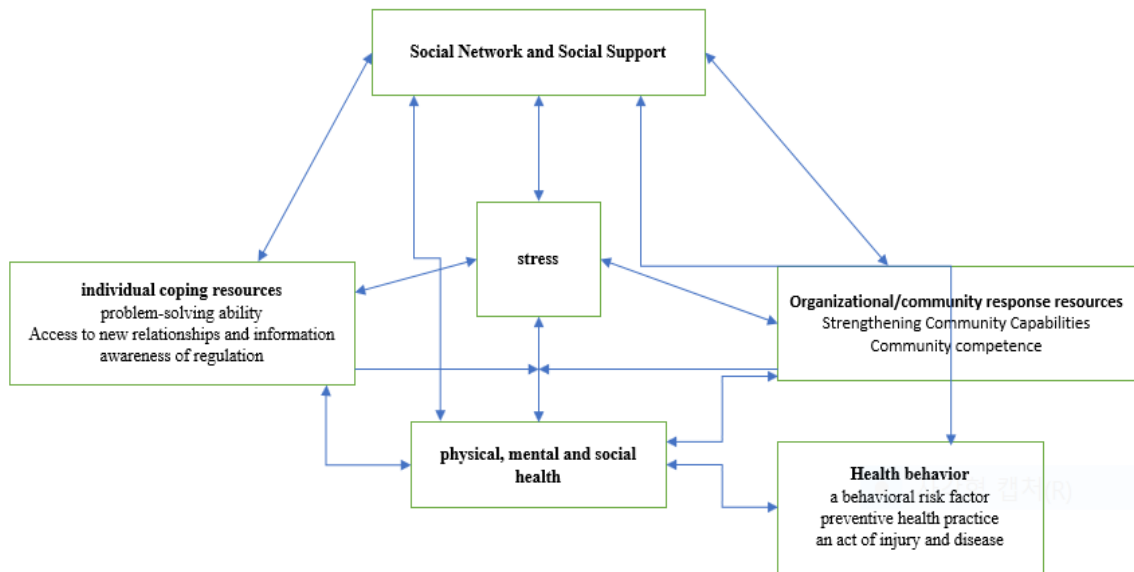 Social Network and Social Support
stress
individual coping resources
problem-solving ability
Access to new relationships and information
awareness of regulation
Organizational/community response resources
Strengthening Community Capabilities
Community competence
physical, mental and social
health
Health behavior
a behavioral risk factor
preventive health practice
an act of injury and disease
캡처(R)